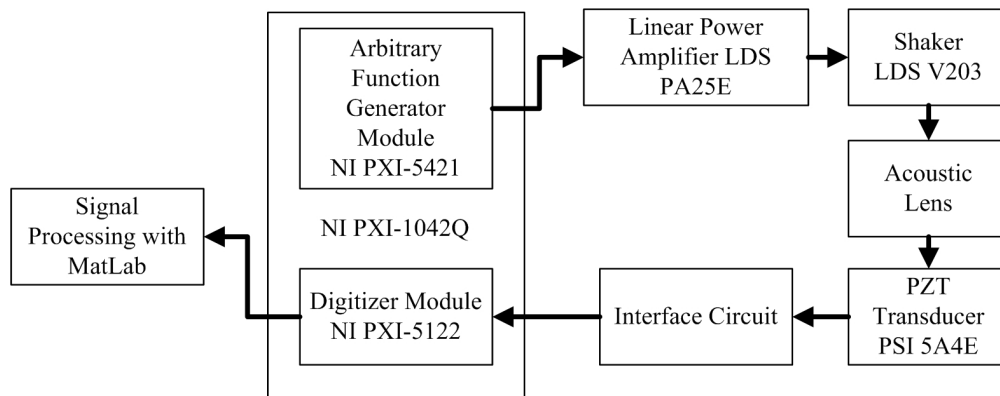 Arbitrary
Function
Generator
Module
NI PXI-5421
Linear Power
Amplifier LDS
PA25E
Shaker
LDS V203
Acoustic
Lens
Signal
Processing with
MatLab
NI PXI-1042Q
Digitizer Module
NI PXI-5122
Interface Circuit
PZT
Transducer
PSI 5A4E